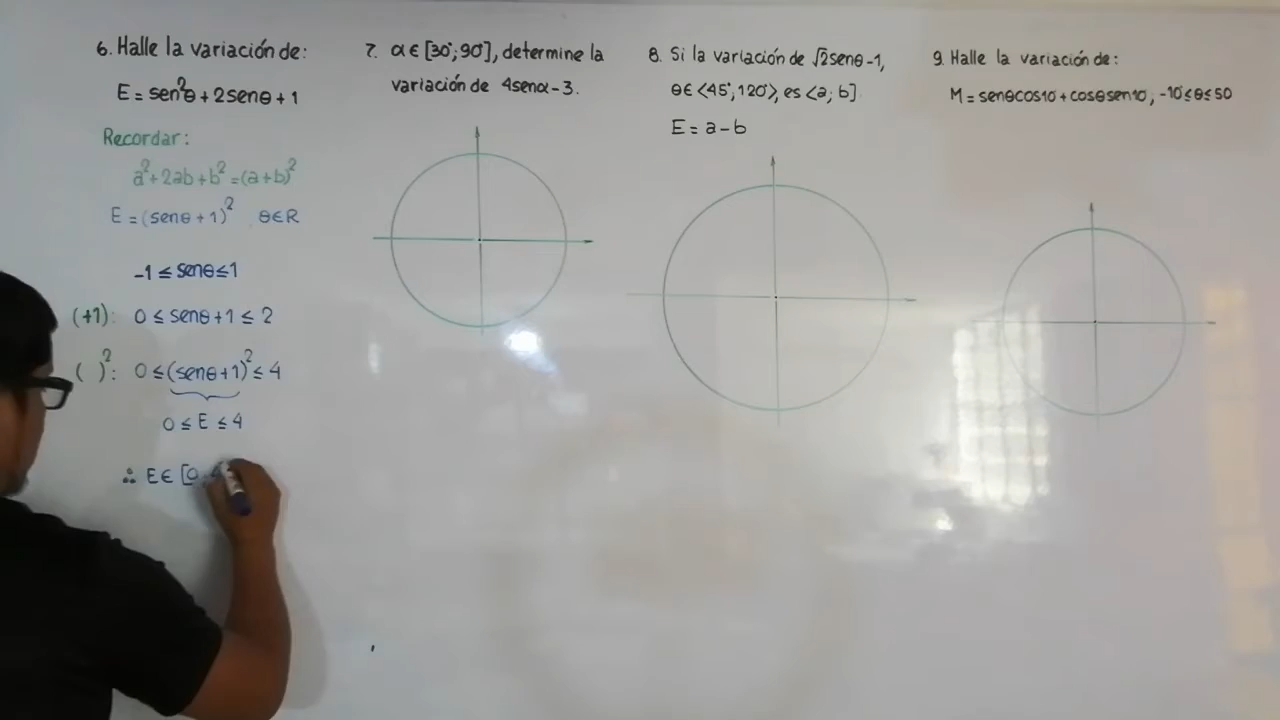 6. Halle la variación de:
E = sen²θ + 2senθ + 1
Recordar:
a² + 2ab + b² = (a+b)²
E = (senθ + 1)² θ∈R
-1 ≤ senθ ≤ 1
(+1): 0 ≤ senθ + 1 ≤ 2
( )²: 0 ≤ (senθ+1)² ≤ 4
0 ≤ E ≤ 4
∴ E ∈ [0
7. α ∈ [30°; 90°], determine la
variación de 4senα - 3.
8. Si la variación de √2senθ - 1,
θ∈<45°, 120°>, es <a; b]
E = a - b
9. Halle la variación de:
M = senθcos10° + cosθsen10°, -10° ≤ θ ≤ 50